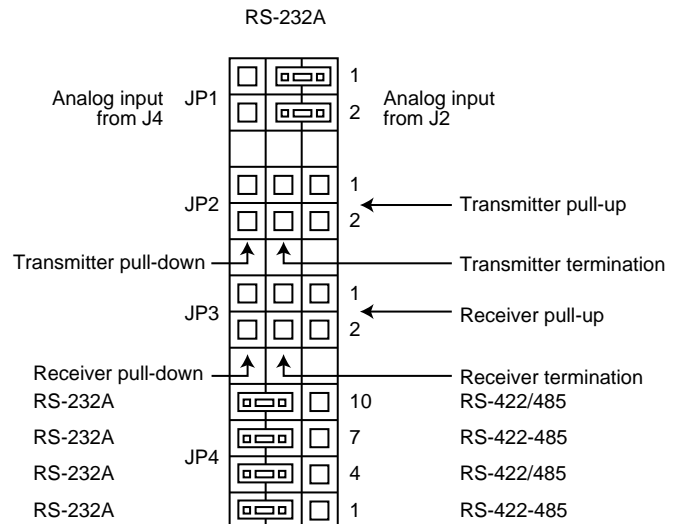 RS-232A
1
Analog input
from J4
JP1
2
Analog input
from J2
1
JP2
2
Transmitter pull-up
Transmitter pull-down
Transmitter termination
1
JP3
2
Receiver pull-up
Receiver pull-down
Receiver termination
RS-232A
10
RS-422/485
RS-232A
7
RS-422-485
JP4
RS-232A
4
RS-422/485
RS-232A
1
RS-422-485